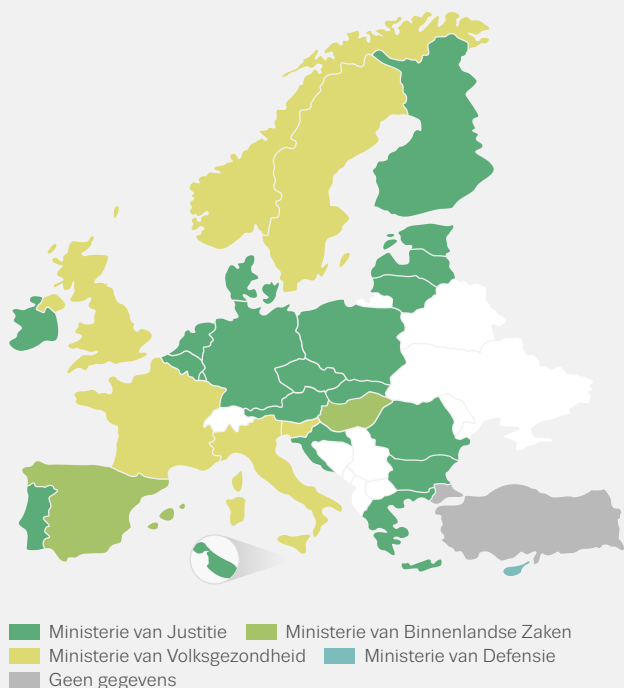 Ministerie van Justitie Ministerie van Binnenlandse Zaken
Ministerie van Volksgezondheid Ministerie van Defensie
Geen gegevens